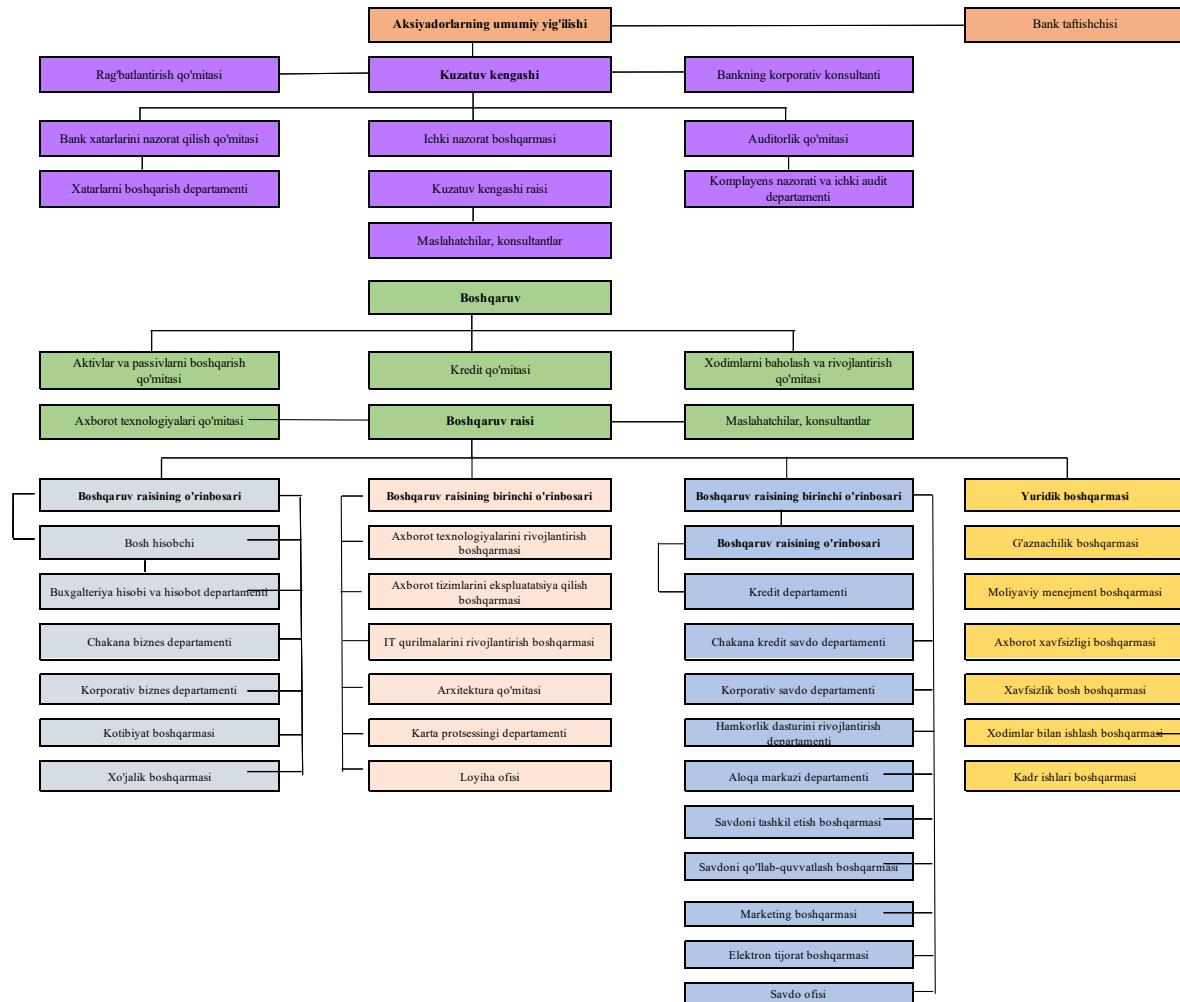 Aksiyadorlarning umumiy yig'ilishi
Bank taftishchisi
Rag'batlantirish qo'mitasi
Kuzatuv kengashi
Bankning korporativ konsultanti
Bank xatarlarini nazorat qilish qo'mitasi
Ichki nazorat boshqarmasi
Auditorlik qo'mitasi
Xatarlarni boshqarish departamenti
Kuzatuv kengashi raisi
Komplayens nazorati va ichki audit
departamenti
Maslahatchilar, konsultantlar
Boshqaruv
Aktivlar va passivlarni boshqarish
qo'mitasi
Kredit qo'mitasi
Xodimlarni baholash va rivojlantirish
qo'mitasi
Axborot texnologiyalari qo'mitasi
Boshqaruv raisi
Maslahatchilar, konsultantlar
Boshqaruv raisining o'rinbosari
Bosh hisobchi
Buxgalteriya hisobi va hisobot departamenti
Chakana biznes departamenti
Korporativ biznes departamenti
Kotibiyat boshqarmasi
Xo'jalik boshqarmasi
Boshqaruv raisining birinchi o'rinbosari
Axborot texnologiyalarini rivojlantirish
boshqarmasi
Axborot tizimlarini ekspluatatsiya qilish
boshqarmasi
IT qurilmalarini rivojlantirish boshqarmasi
Arxitektura qo'mitasi
Karta protsessingi departamenti
Loyiha ofisi
Boshqaruv raisining birinchi o'rinbosari
Boshqaruv raisining o'rinbosari
Kredit departamenti
Chakana kredit savdo departamenti
Korporativ savdo departamenti
Hamkorlik dasturini rivojlantirish
departamenti
Aloqa markazi departamenti
Savdoni tashkil etish boshqarmasi
Savdoni qo'llab-quvvatlash boshqarmasi
Marketing boshqarmasi
Elektron tijorat boshqarmasi
Savdo ofisi
Yuridik boshqarmasi
G'aznachilik boshqarmasi
Moliyaviy menejment boshqarmasi
Axborot xavfsizligi boshqarmasi
Xavfsizlik bosh boshqarmasi
Xodimlar bilan ishlash boshqarmasi
Kadr ishlari boshqarmasi